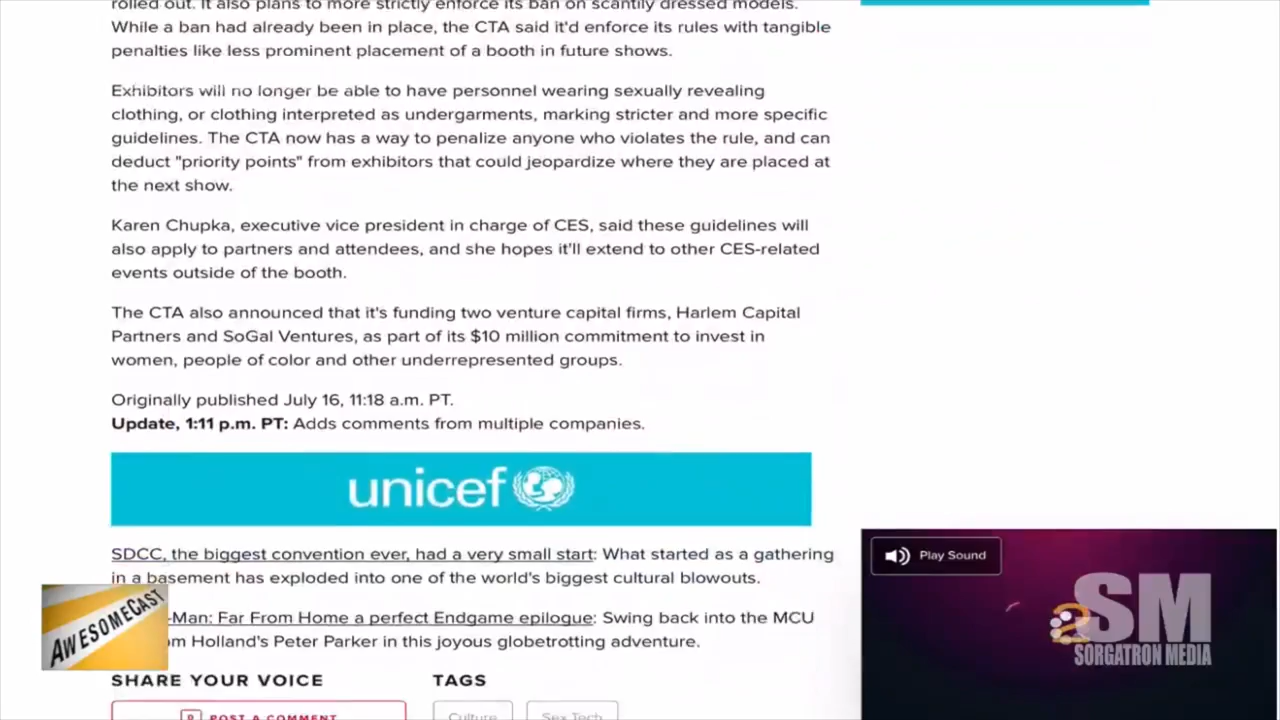 rolled out. It also plans to more strictly enforce its ban on scantily dressed models.
While a ban had already been in place, the CTA said it'd enforce its rules with tangible
penalties like less prominent placement of a booth in future shows.
Exhibitors will no longer be able to have personnel wearing sexually revealing
clothing, or clothing interpreted as undergarments, marking stricter and more specific
guidelines. The CTA now has a way to penalize anyone who violates the rule, and can
deduct "priority points" from exhibitors that could jeopardize where they are placed at
the next show.
Karen Chupka, executive vice president in charge of CES, said these guidelines will
also apply to partners and attendees, and she hopes it'll extend to other CES-related
events outside of the booth.
The CTA also announced that it's funding two venture capital firms, Harlem Capital
Partners and SoGal Ventures, as part of its $10 million commitment to invest in
women, people of color and other underrepresented groups.
Originally published July 16, 11:18 a.m. PT.
Update, 1:11 p.m. PT: Adds comments from multiple companies.
unicef
SDCC, the biggest convention ever, had a very small start: What started as a gathering
in a basement has exploded into one of the world's biggest cultural blowouts.
-Man: Far From Home a perfect Endgame epilogue: Swing back into the MCU
om Holland's Peter Parker in this joyous globetrotting adventure.
SHARE YOUR VOICE
TAGS
0 POST A COMMENT
Culture
Sex Tech
Play Sound
AWESOMECAST
SM
SORGATRON MEDIA